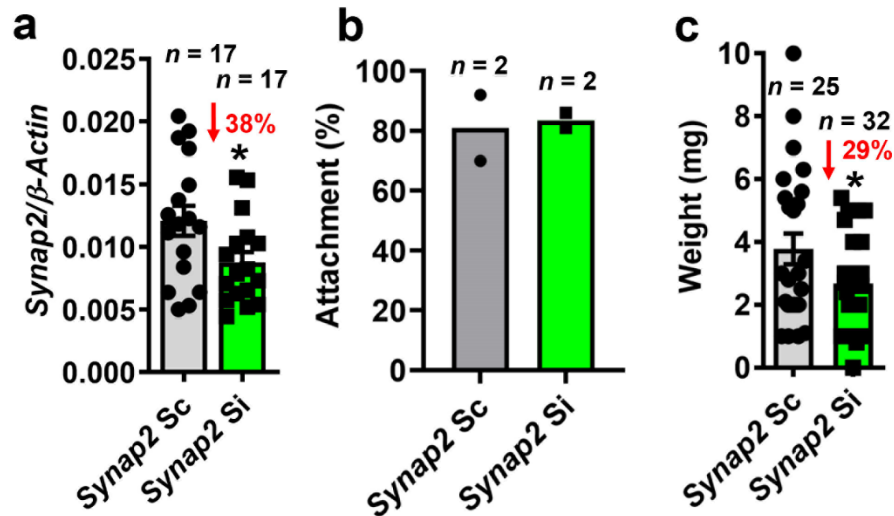 a
n = 17
n = 17
38%
*
Synap2/β-Actin
0.025
0.020
0.015
0.010
0.005
0.000
Synap2 Sc
Synap2 Si
b
n = 2
n = 2
Attachment (%)
100
80
60
40
20
0
Synap2 Sc
Synap2 Si
c
n = 25
n = 32
29%
*
Weight (mg)
10
8
6
4
2
0
Synap2 Sc
Synap2 Si